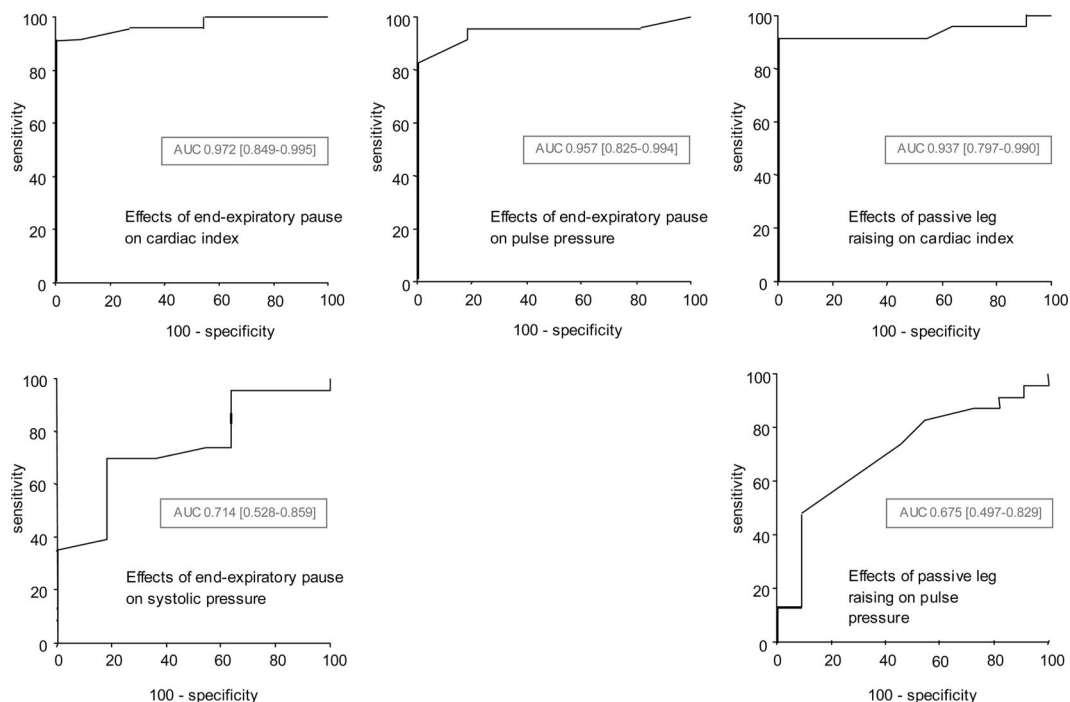 100
80
60
40
20
0
sensitivity
AUC 0.972 [0.849-0.995]
Effects of end-expiratory pause
on cardiac index
0 20 40 60 80 100
100 - specificity
100
80
60
40
20
0
sensitivity
AUC 0.957 [0.825-0.994]
Effects of end-expiratory pause
on pulse pressure
0 20 40 60 80 100
100 - specificity
100
80
60
40
20
0
sensitivity
AUC 0.937 [0.797-0.990]
Effects of passive leg
raising on cardiac index
0 20 40 60 80 100
100 - specificity
100
80
60
40
20
0
sensitivity
AUC 0.714 [0.528-0.859]
Effects of end-expiratory pause
on systolic pressure
0 20 40 60 80 100
100 - specificity
100
80
60
40
20
0
sensitivity
AUC 0.675 [0.497-0.829]
Effects of passive leg
raising on pulse
pressure
0 20 40 60 80 100
100 - specificity